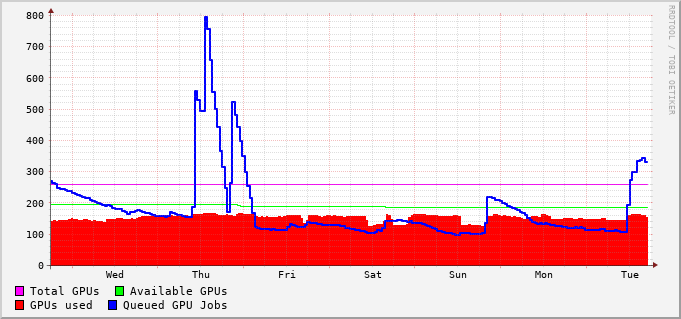 800
700
600
500
400
300
200
100
0
Wed Thu Fri Sat Sun Mon Tue
Total GPUs Available GPUs
GPUs used Queued GPU Jobs
RRDTOOL / TOBI OETIKER